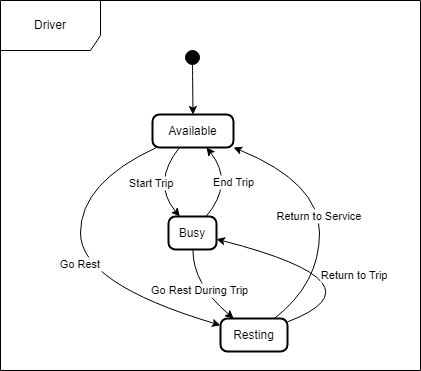 Driver
Available
Start Trip
End Trip
Return to Service
Busy
Go Rest
Return to Trip
Go Rest During Trip
Resting